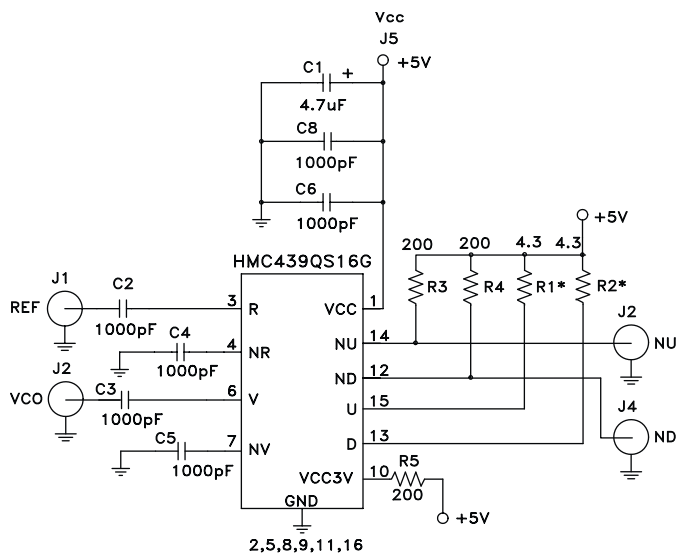 Vcc
J5
+5V
C1
+
4.7uF
C8
1000pF
C6
1000pF
+5V
200 200 4.3 4.3
HMC439QS16G
R3 R4 R1* R2*
J1
REF
C2
1000pF
3 R
VCC 1
C4
1000pF
4 NR
NU 14
J2
NU
J2
VCO
C3
1000pF
6 V
ND 12
U 15
J4
ND
C5
1000pF
7 NV
D 13
VCC3V 10
R5
200
+5V
GND
2,5,8,9,11,16